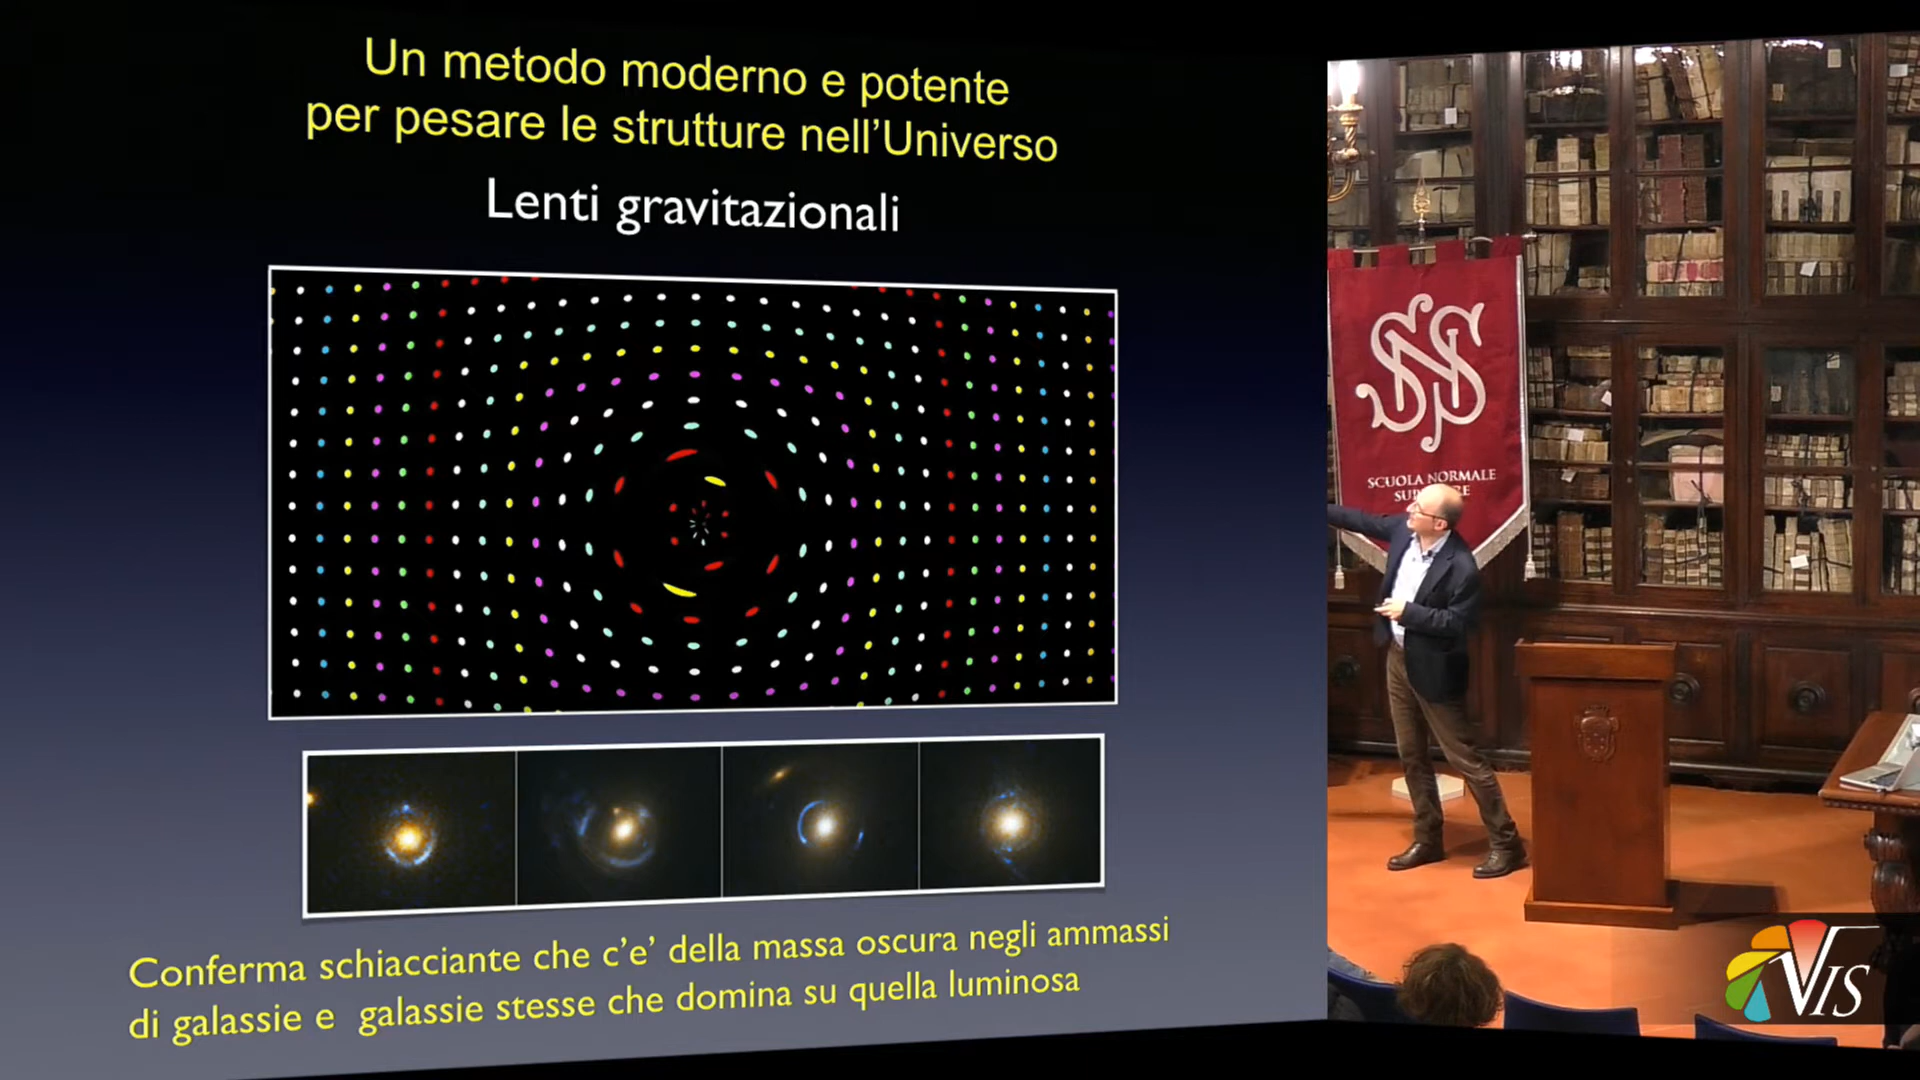 Un metodo moderno e potente
per pesare le strutture nell'Universo
Lenti gravitazionali
Conferma schiacciante che c'e' della massa oscura negli ammassi
di galassie e galassie stesse che domina su quella luminosa
SNS
SCUOLA NORMALE
VIS